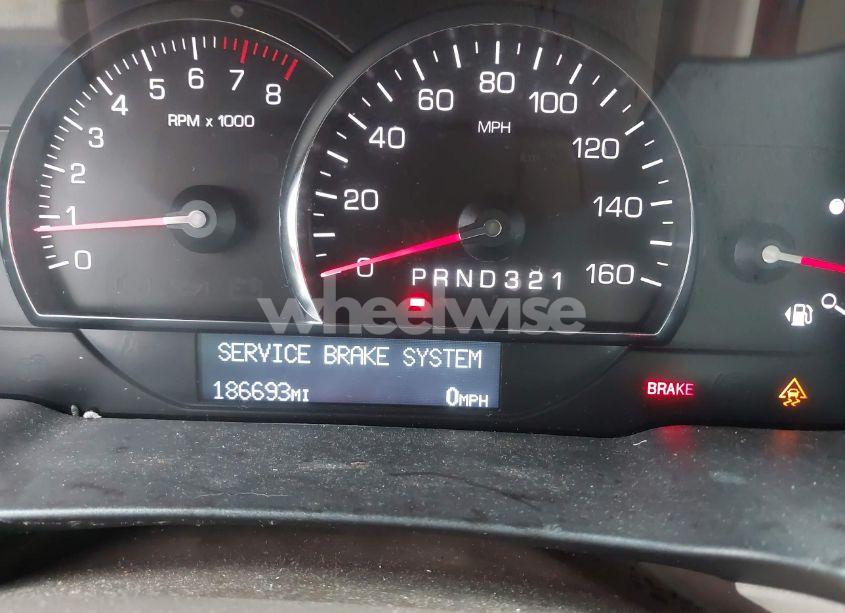 0 1 2 3 4 5 6 7 8
RPM x 1000
0 20 40 60 80 100 120 140 160
MPH
PRND321
wheelwise
SERVICE BRAKE SYSTEM
186693MI 0MPH
BRAKE